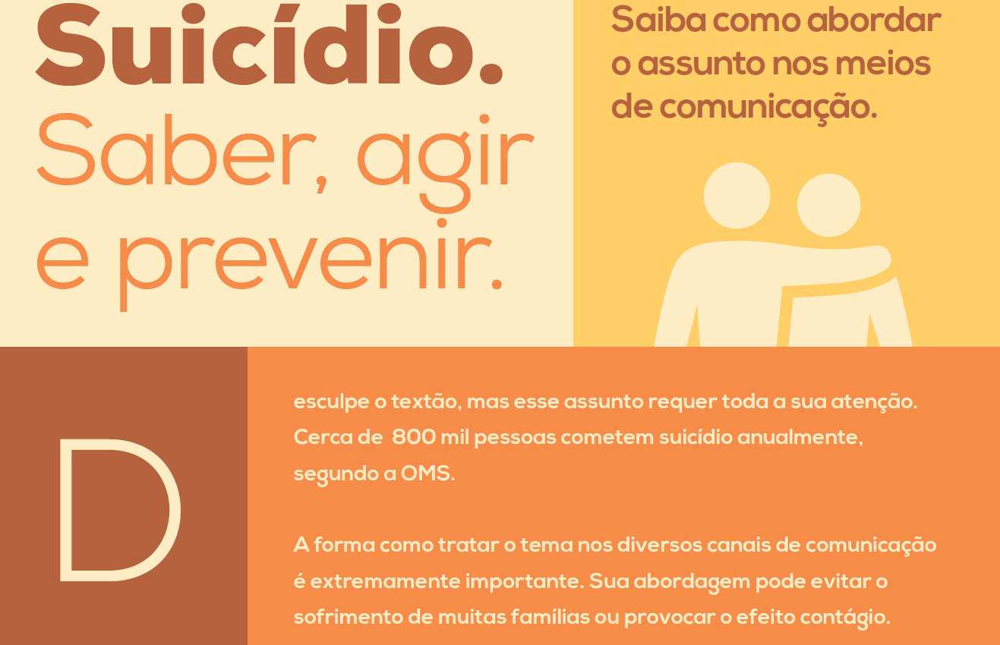 Suicídio.
Saber, agir
e prevenir.
Saiba como abordar
o assunto nos meios
de comunicação.
D
esculpe o textão, mas esse assunto requer toda a sua atenção.
Cerca de 800 mil pessoas cometem suicídio anualmente,
segundo a OMS.
A forma como tratar o tema nos diversos canais de comunicação
é extremamente importante. Sua abordagem pode evitar o
sofrimento de muitas famílias ou provocar o efeito contágio.